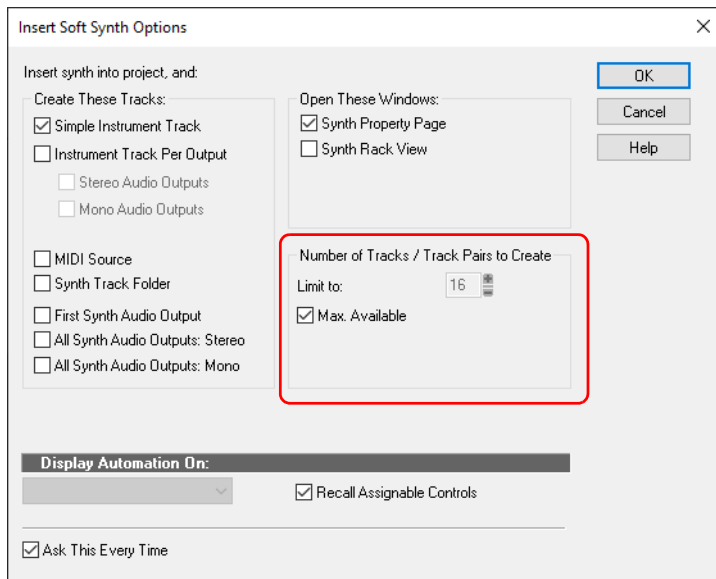 Insert Soft Synth Options
Insert synth into project, and:
Create These Tracks:
Simple Instrument Track
Instrument Track Per Output
Stereo Audio Outputs
Mono Audio Outputs
MIDI Source
Synth Track Folder
First Synth Audio Output
All Synth Audio Outputs: Stereo
All Synth Audio Outputs: Mono
Open These Windows:
Synth Property Page
Synth Rack View
Number of Tracks / Track Pairs to Create
Limit to: 16
Max. Available
OK
Cancel
Help
Display Automation On:
Recall Assignable Controls
Ask This Every Time